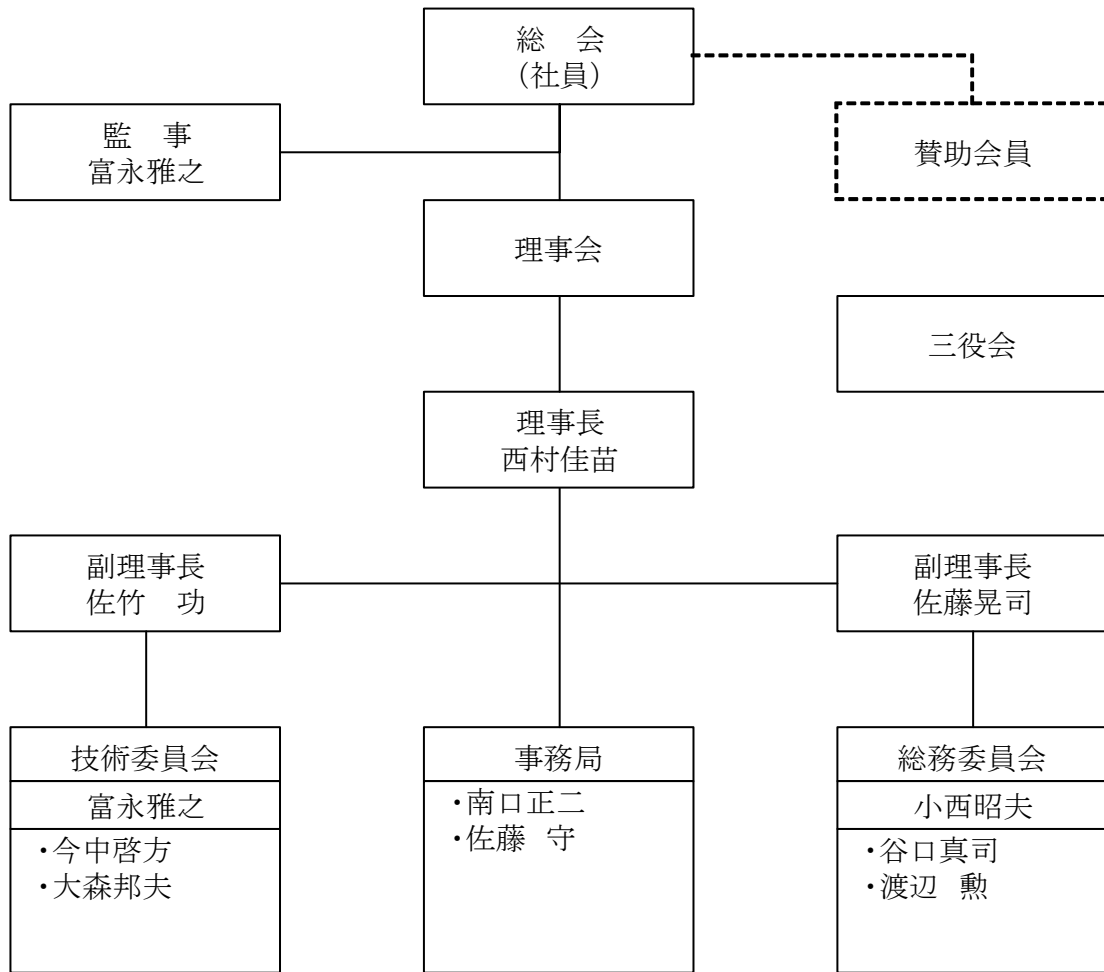 総　会
(社員)
監　事
富永雅之
賛助会員
理事会
三役会
理事長
西村佳苗
副理事長
佐竹　功
副理事長
佐藤晃司
技術委員会
富永雅之
・今中啓方
・大森邦夫
事務局
・南口正二
・佐藤　守
総務委員会
小西昭夫
・谷口真司
・渡辺　勲